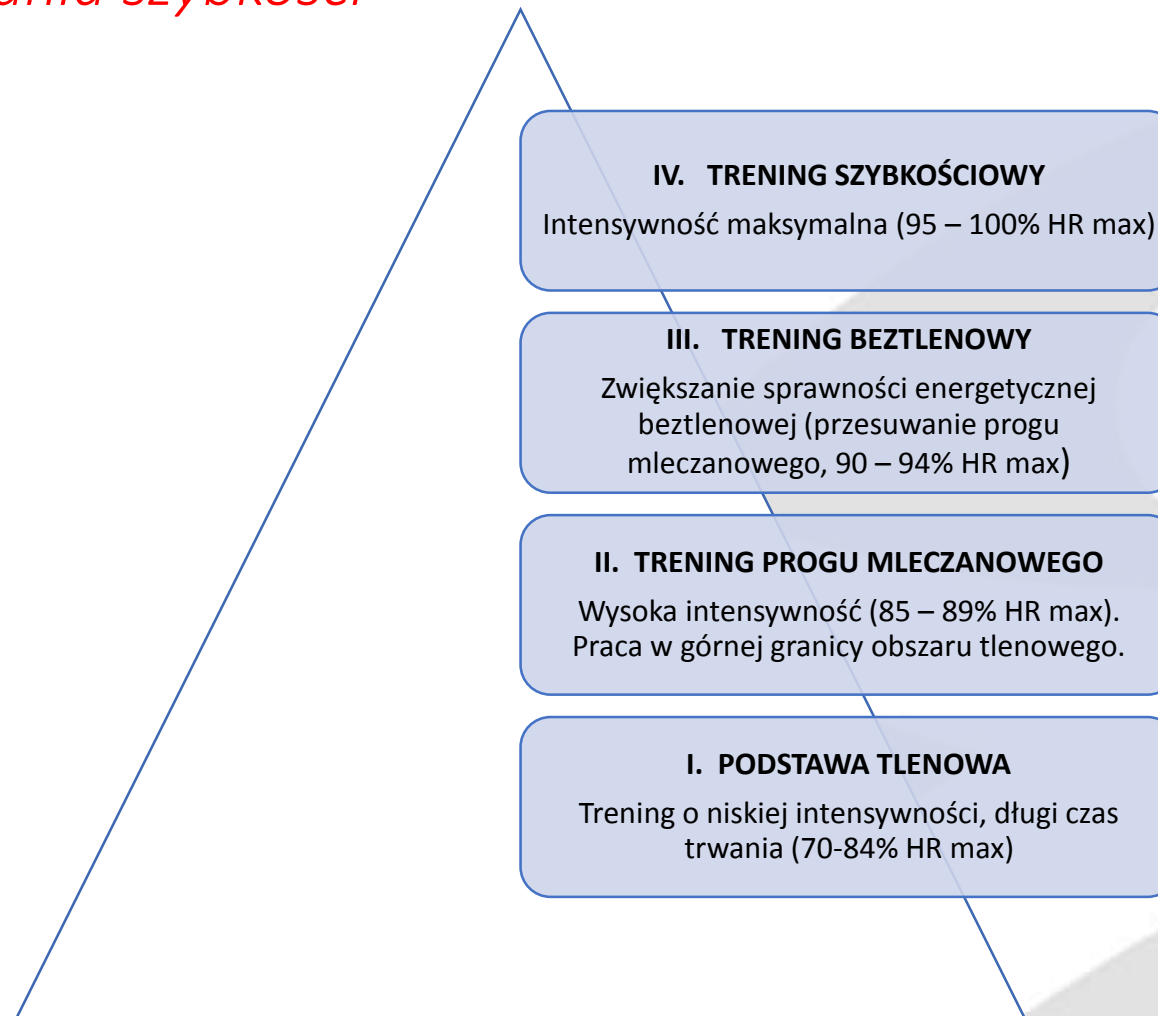 szybkości
IV. TRENING SZYBKOŚCIOWY
Intensywność maksymalna (95 – 100% HR max)
III. TRENING BEZTLENOWY
Zwiększanie sprawności energetycznej
beztlenowej (przesuwanie progu
mleczanowego, 90 – 94% HR max)
II. TRENING PROGU MLECZANOWEGO
Wysoka intensywność (85 – 89% HR max).
Praca w górnej granicy obszaru tlenowego.
I. PODSTAWA TLENOWA
Trening o niskiej intensywności, długi czas
trwania (70-84% HR max)